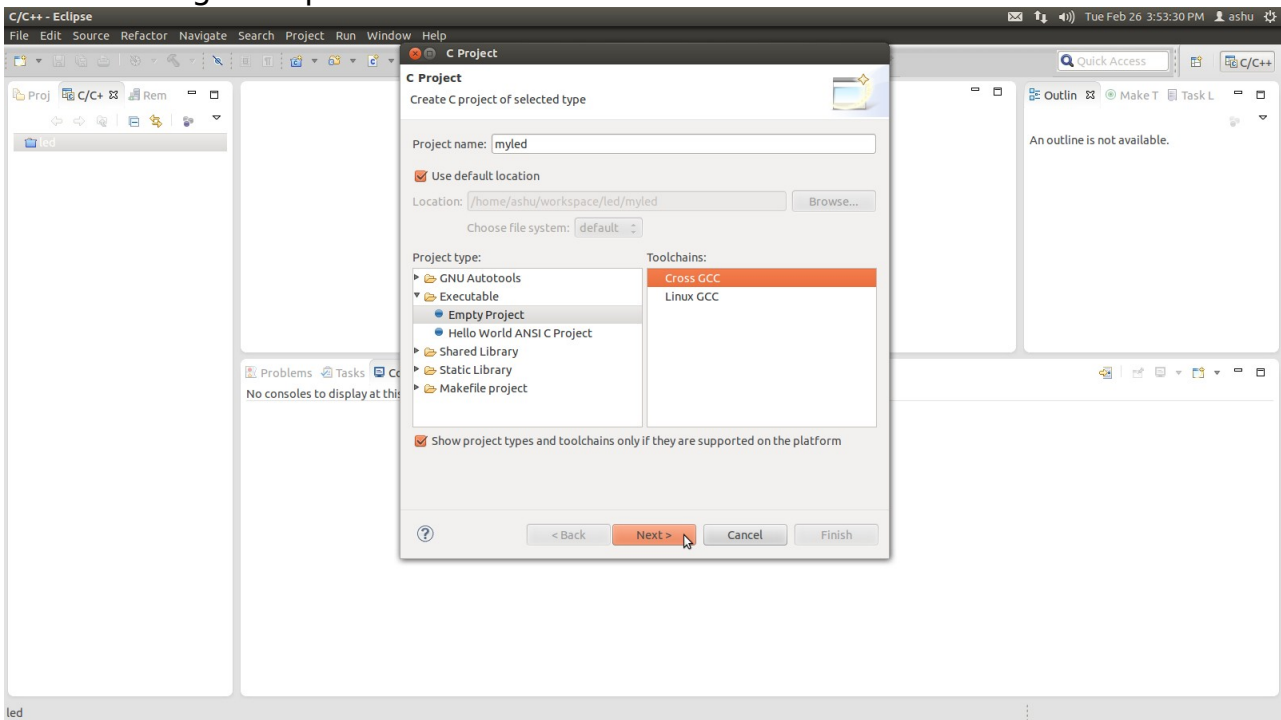 C/C++ - Eclipse
Tue Feb 26 3:53:30 PM ashu
File Edit Source Refactor Navigate Search Project Run Window Help
C Project
Quick Access
C/C++
C Project
Create C project of selected type
Proj C/C+ Rem
Outlin Make T Task L
led
An outline is not available.
Project name: myled
Use default location
Location: /home/ashu/workspace/led/myled Browse...
Choose file system: default
Project type: Toolchains:
GNU Autotools Cross GCC
Executable Linux GCC
Empty Project
Hello World ANSI C Project
Shared Library
Static Library
Makefile project
Problems Tasks Co
No consoles to display at this
Show project types and toolchains only if they are supported on the platform
< Back Next > Cancel Finish
led